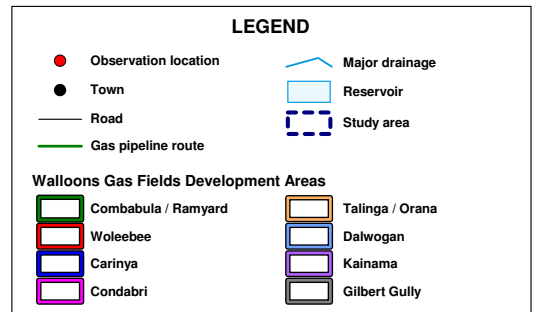 LEGEND
Observation location
Town
Road
Gas pipeline route
Major drainage
Reservoir
Study area
Walloons Gas Fields Development Areas
Combabula / Ramyard
Woleebee
Carinya
Condabri
Talinga / Orana
Dalwogan
Kainama
Gilbert Gully